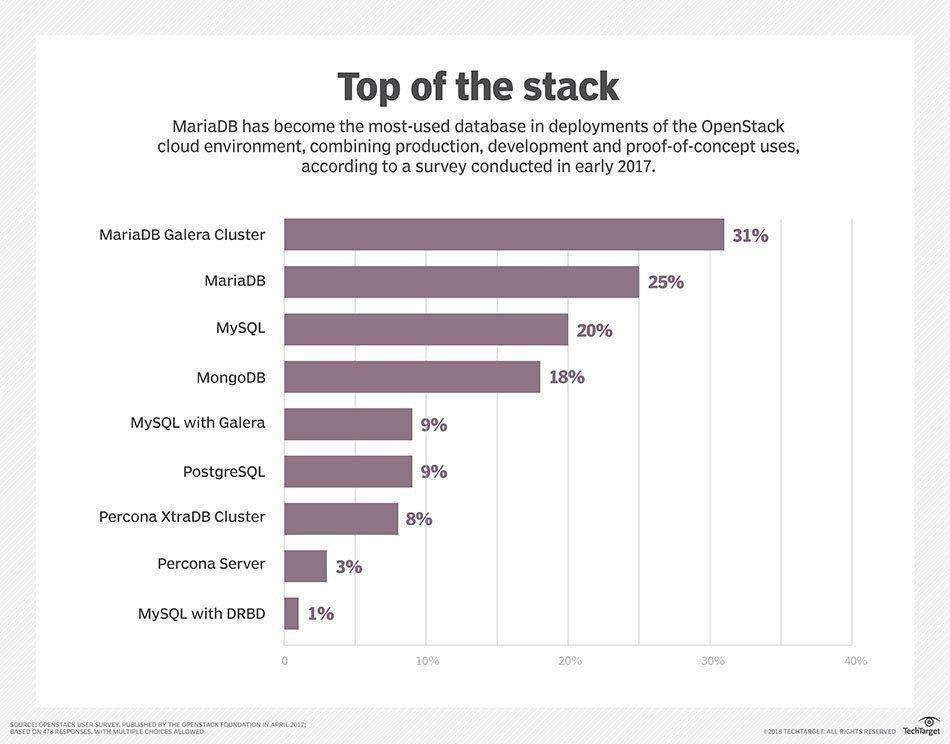 Top of the stack
MariaDB has become the most-used database in deployments of the OpenStack
cloud environment, combining production, development and proof-of-concept uses,
according to a survey conducted in early 2017.
MariaDB Galera Cluster 31%
MariaDB 25%
MySQL 20%
MongoDB 18%
MySQL with Galera 9%
PostgreSQL 9%
Percona XtraDB Cluster 8%
Percona Server 3%
MySQL with DRBD 1%
0 10% 20% 30% 40%
SOURCE: OPENSTACK USER SURVEY, PUBLISHED BY THE OPENSTACK FOUNDATION IN APRIL 2017;
BASED ON 478 RESPONSES, WITH MULTIPLE CHOICES ALLOWED.
©2018 TECHTARGET. ALL RIGHTS RESERVED TechTarget